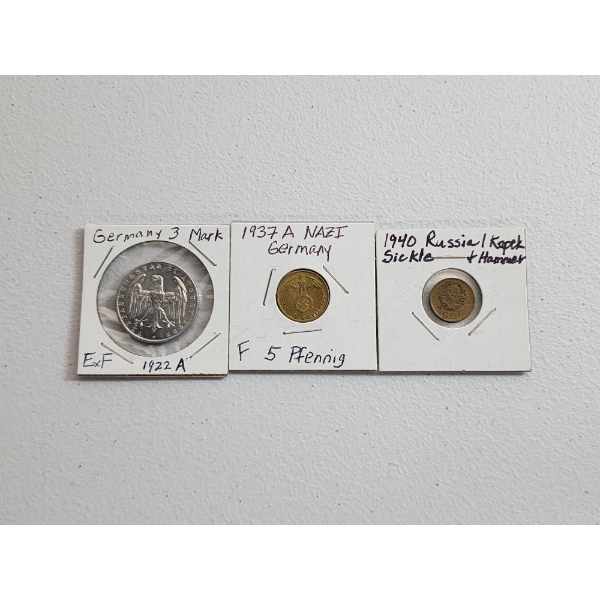 Germany 3 Mark
ExF 1922 A
1937 A NAZI
Germany
F 5 Pfennig
1940 Russia 1 Kopek
Sickle + Hammer